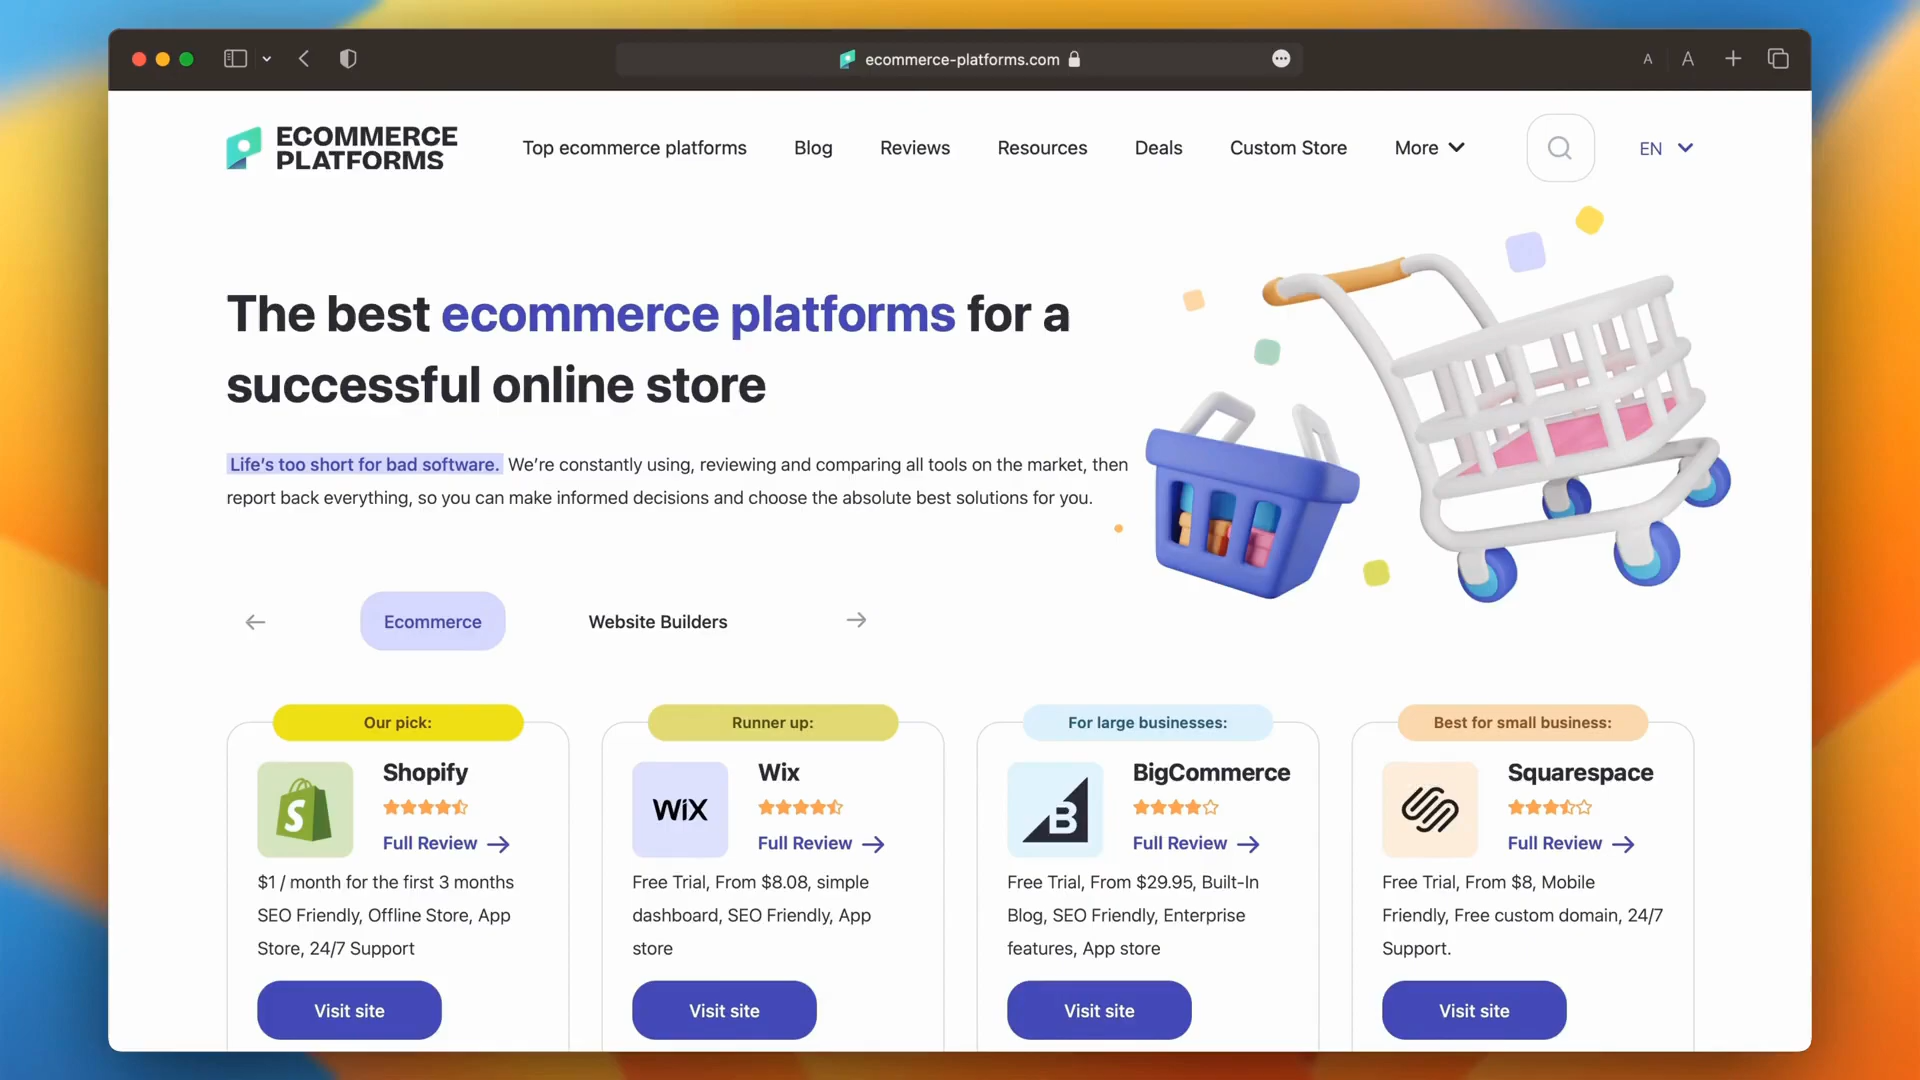 ecommerce-platforms.com
A A
ECOMMERCE
PLATFORMS
Top ecommerce platforms Blog Reviews Resources Deals Custom Store More EN
The best ecommerce platforms for a
successful online store
Life's too short for bad software. We're constantly using, reviewing and comparing all tools on the market, then
report back everything, so you can make informed decisions and choose the absolute best solutions for you.
Ecommerce Website Builders
Our pick:
S
Shopify
Full Review
$1 / month for the first 3 months
SEO Friendly, Offline Store, App
Store, 24/7 Support
Visit site
Runner up:
WiX
Wix
Full Review
Free Trial, From $8.08, simple
dashboard, SEO Friendly, App
store
Visit site
For large businesses:
B
BigCommerce
Full Review
Free Trial, From $29.95, Built-In
Blog, SEO Friendly, Enterprise
features, App store
Visit site
Best for small business:
Squarespace
Full Review
Free Trial, From $8, Mobile
Friendly, Free custom domain, 24/7
Support.
Visit site